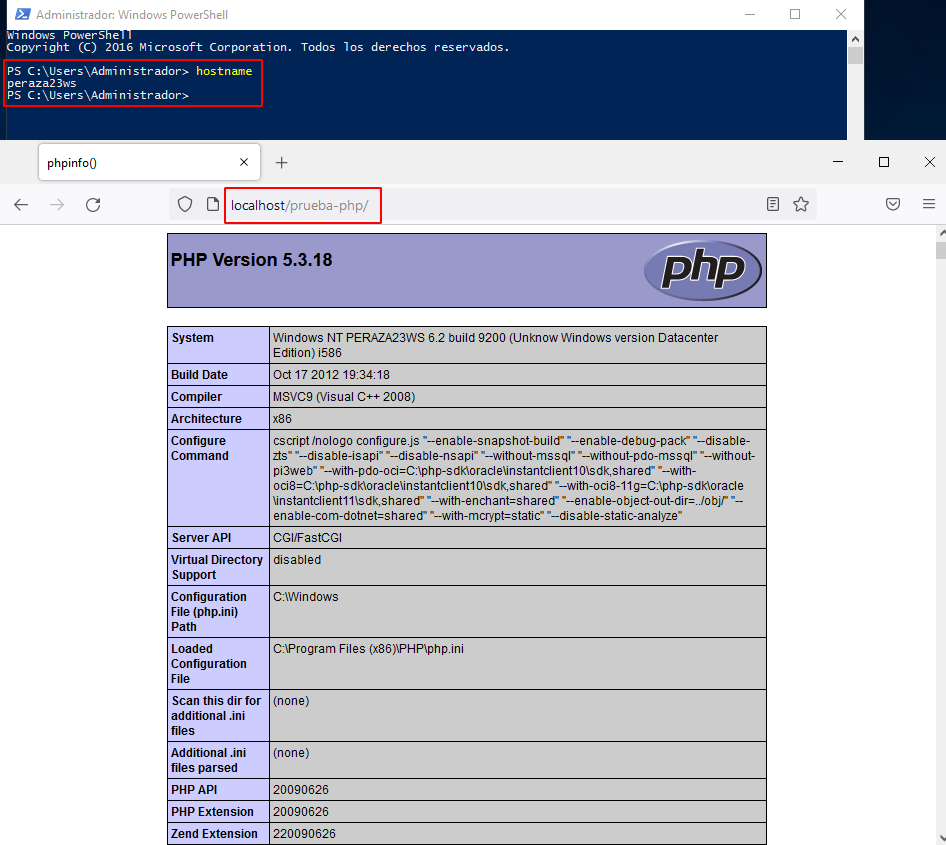 Administrador: Windows PowerShell
Windows PowerShell
Copyright (C) 2016 Microsoft Corporation. Todos los derechos reservados.
PS C:\Users\Administrador> hostname
peraza23ws
PS C:\Users\Administrador>
phpinfo()
localhost/prueba-php/
PHP Version 5.3.18
php
System
Windows NT PERAZA23WS 6.2 build 9200 (Unknow Windows version Datacenter
Edition) i586
Build Date
Oct 17 2012 19:34:18
Compiler
MSVC9 (Visual C++ 2008)
Architecture
x86
Configure
Command
cscript /nologo configure.js "--enable-snapshot-build" "--enable-debug-pack" "--disable-
zts" "--disable-isapi" "--disable-nsapi" "--without-mssql" "--without-pdo-mssql" "--without-
pi3web" "--with-pdo-oci=C:\php-sdk\oracle\instantclient10\sdk,shared" "--with-
oci8=C:\php-sdk\oracle\instantclient10\sdk,shared" "--with-oci8-11g=C:\php-sdk\oracle
\instantclient11\sdk,shared" "--with-enchant=shared" "--enable-object-out-dir=../obj/" "--
enable-com-dotnet=shared" "--with-mcrypt=static" "--disable-static-analyze"
Server API
CGI/FastCGI
Virtual Directory
Support
disabled
Configuration
File (php.ini)
Path
C:\Windows
Loaded
Configuration
File
C:\Program Files (x86)\PHP\php.ini
Scan this dir for
additional .ini
files
(none)
Additional .ini
files parsed
(none)
PHP API
20090626
PHP Extension
20090626
Zend Extension
220090626